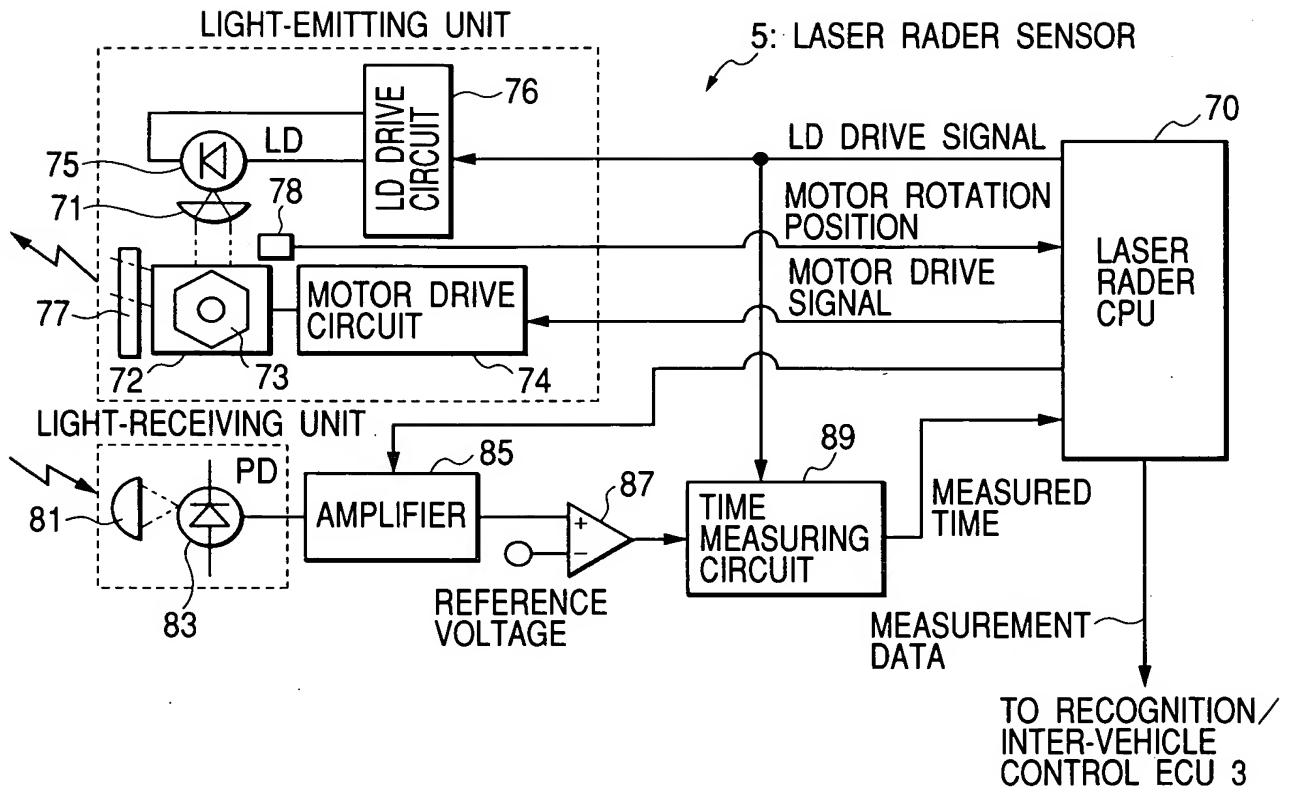 LIGHT-EMITTING UNIT
5: LASER RADER SENSOR
76
70
LD DRIVE
CIRCUIT
LD
75
LD DRIVE SIGNAL
71
78
MOTOR ROTATION
POSITION
LASER
RADER
CPU
MOTOR DRIVE
SIGNAL
MOTOR DRIVE
CIRCUIT
77
72
73
74
LIGHT-RECEIVING UNIT
PD
85
89
87
81
AMPLIFIER
+
−
TIME
MEASURING
CIRCUIT
MEASURED
TIME
83
REFERENCE
VOLTAGE
MEASUREMENT
DATA
TO RECOGNITION/
INTER-VEHICLE
CONTROL ECU 3